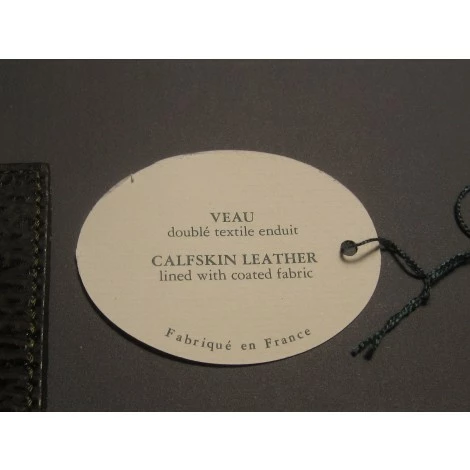 VEAU
doublé textile enduit
CALFSKIN LEATHER
lined with coated fabric
Fabriqué en France